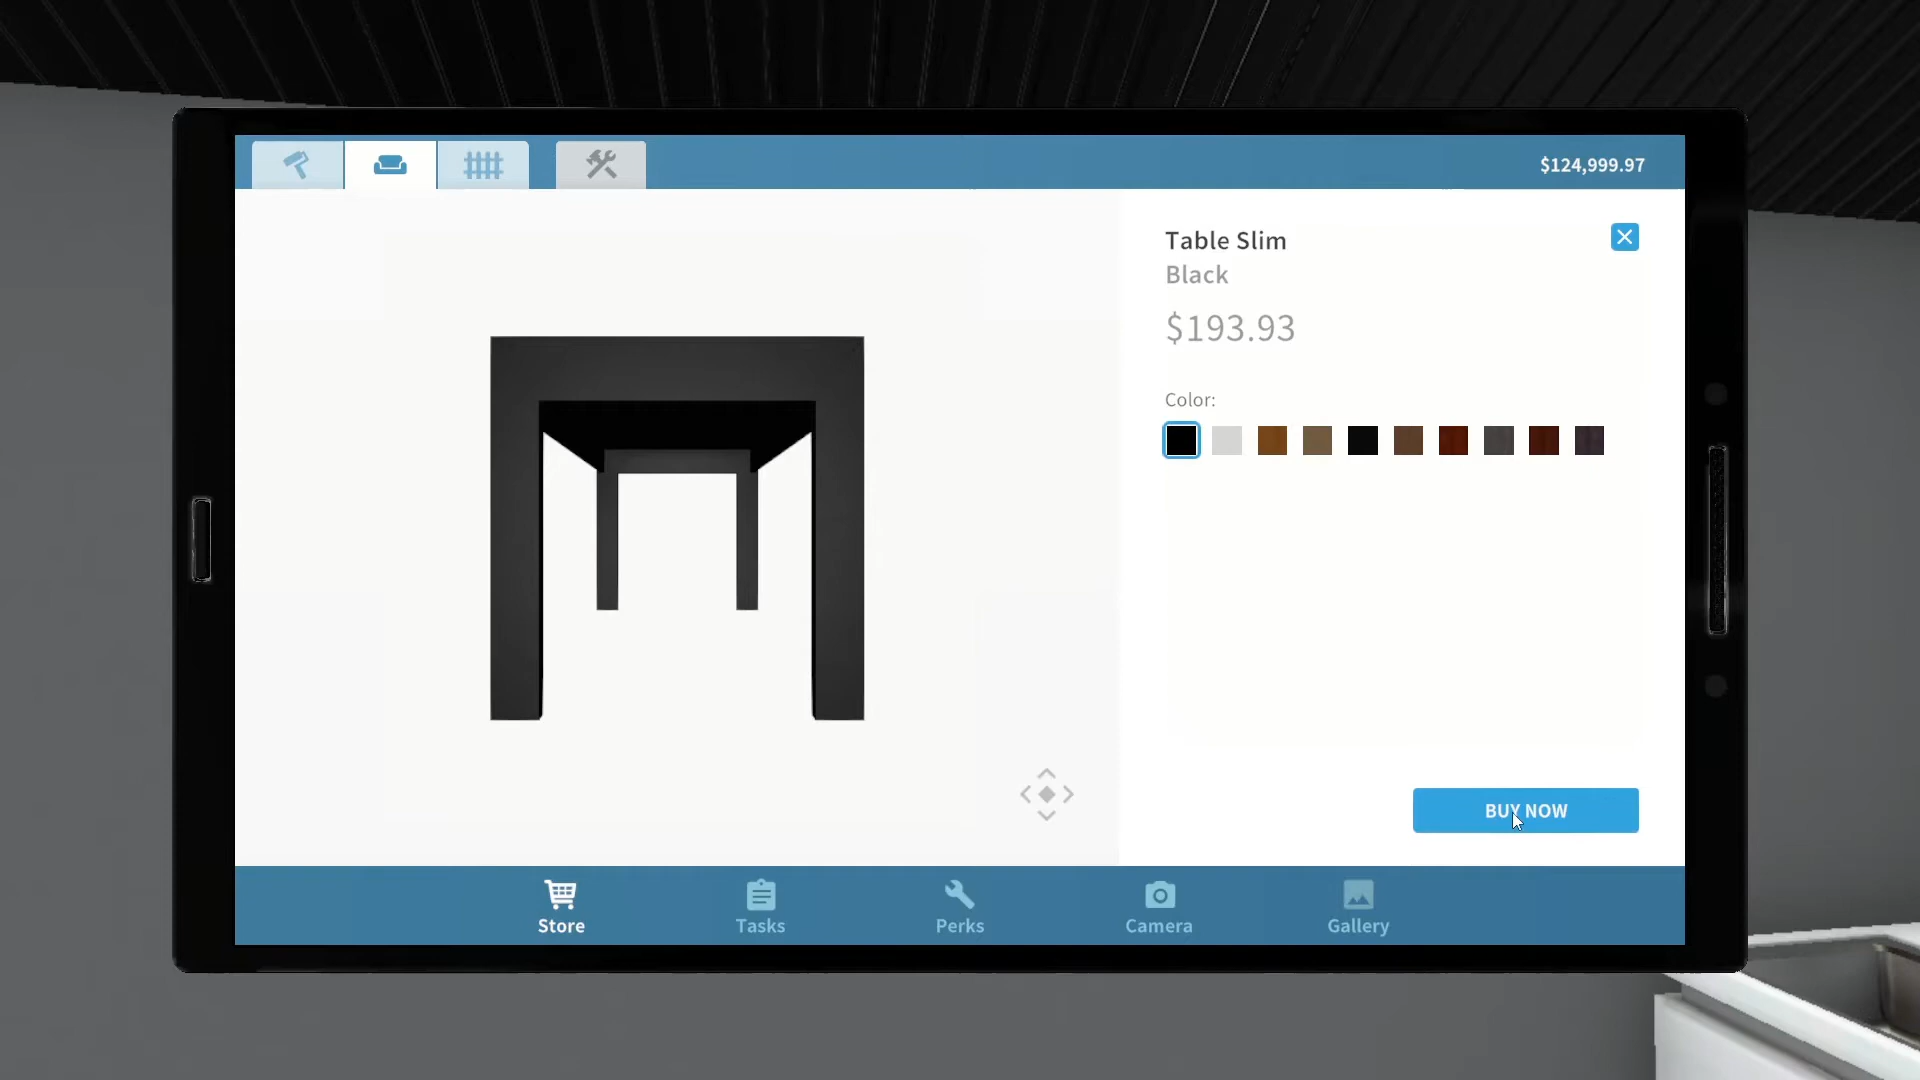 $124,999.97
Table Slim
Black
$193.93
Color:
BUY NOW
Store
Tasks
Perks
Camera
Gallery